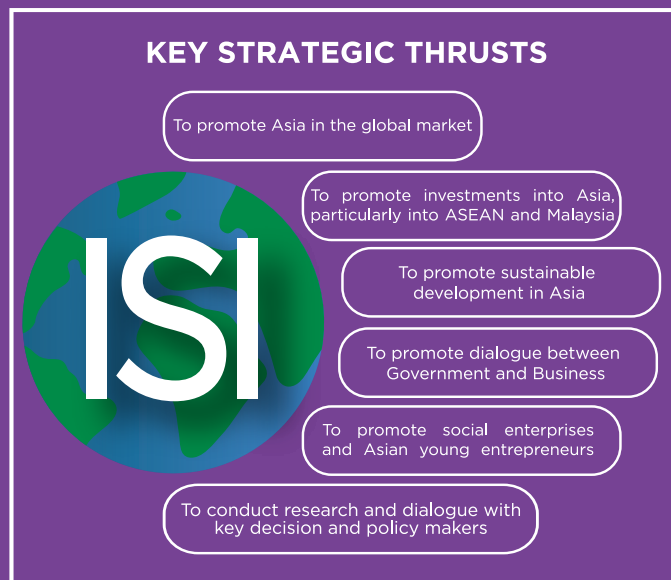 KEY STRATEGIC THRUSTS
To promote Asia in the global market
To promote investments into Asia,
particularly into ASEAN and Malaysia
ISI
To promote sustainable
development in Asia
To promote dialogue between
Government and Business
To promote social enterprises
and Asian young entrepreneurs
To conduct research and dialogue with
key decision and policy makers